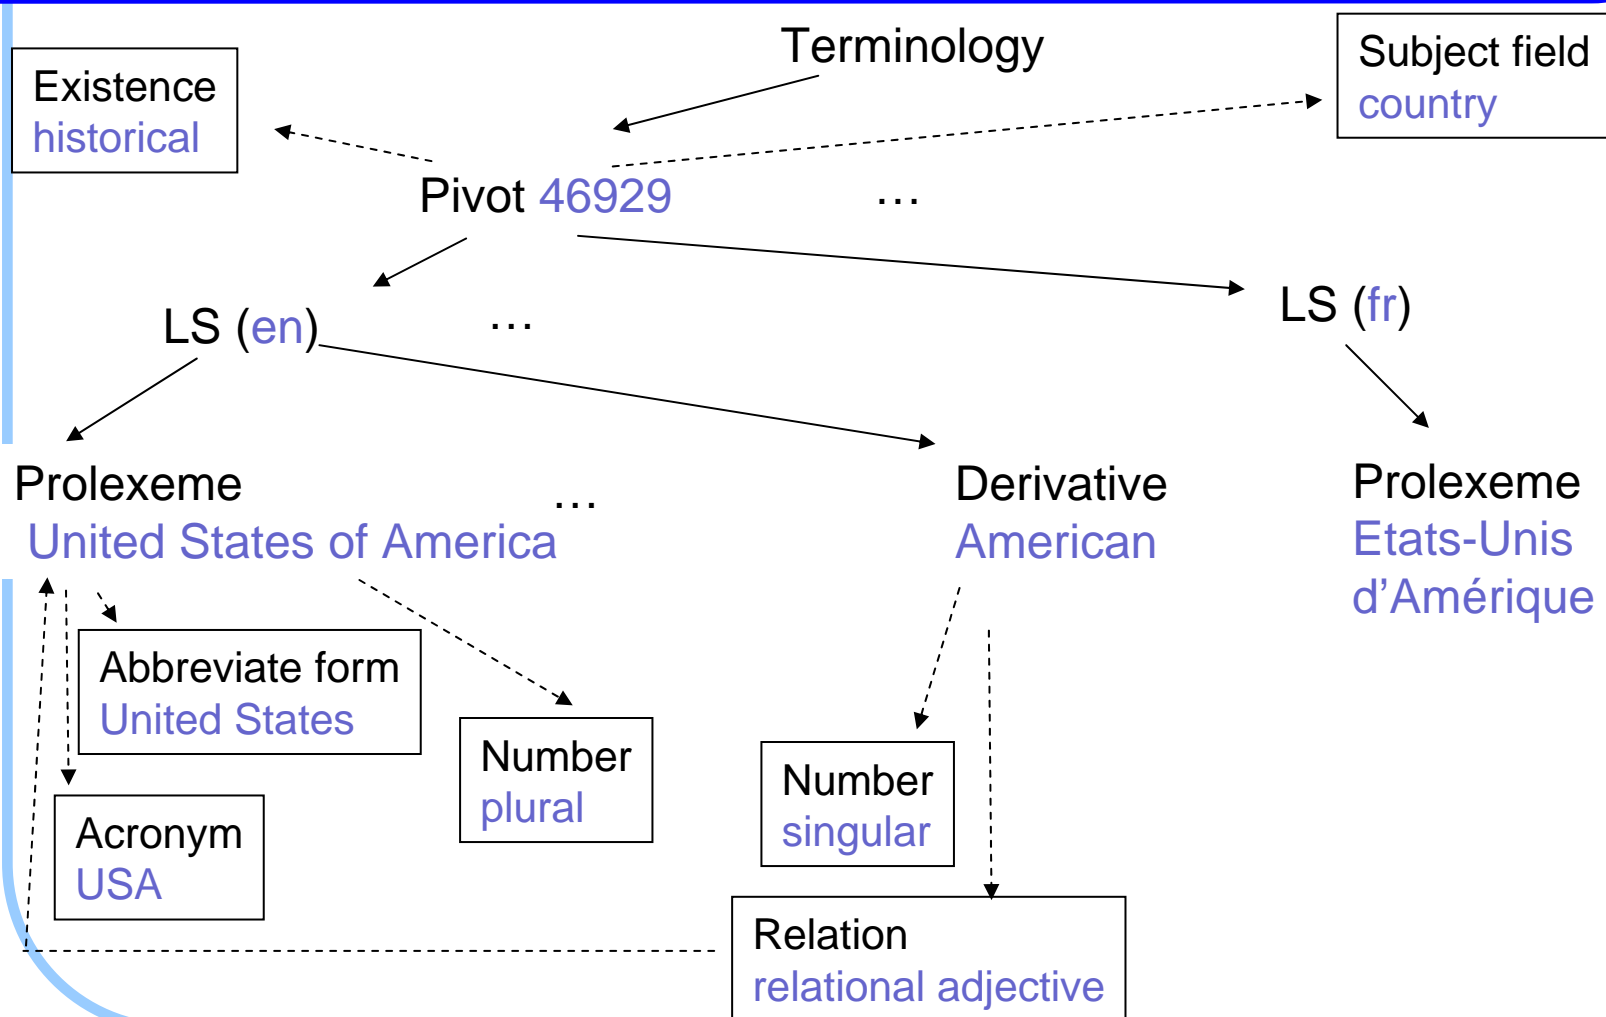 Terminology
Existence
historical
Subject field
country
Pivot 46929
…
LS (en)
…
LS (fr)
Prolexeme
United States of America
…
Derivative
American
Prolexeme
Etats-Unis
d’Amérique
Abbreviate form
United States
Number
plural
Number
singular
Acronym
USA
Relation
relational adjective